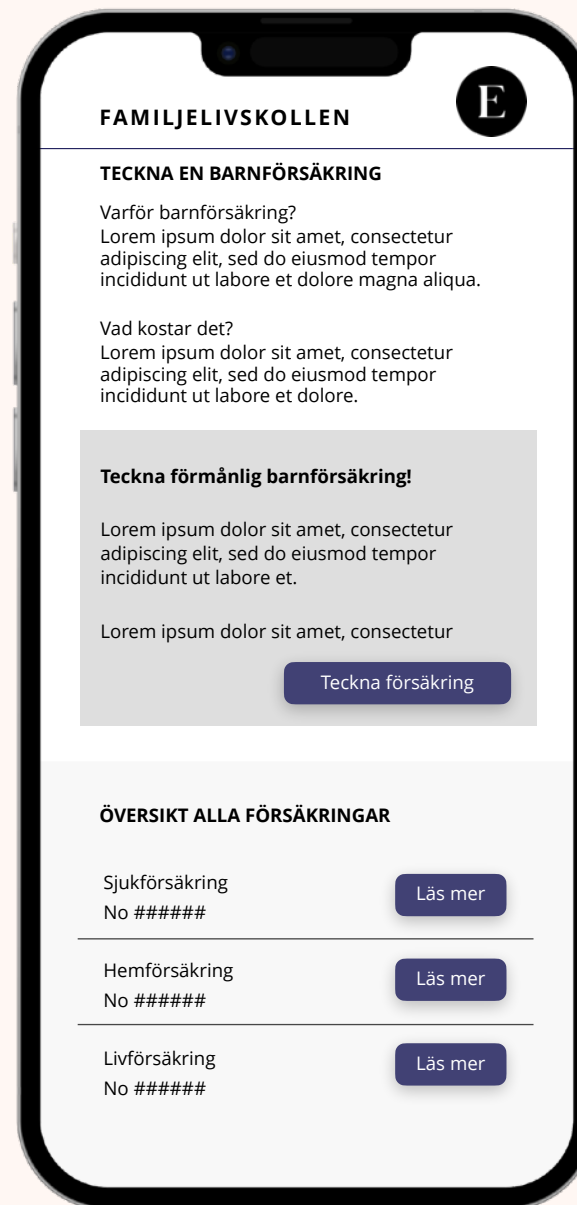 FAMILJELIVSKOLLEN
E
TECKNA EN BARNFÖRSÄKRING
Varför barnförsäkring?
Lorem ipsum dolor sit amet, consectetur
adipiscing elit, sed do eiusmod tempor
incididunt ut labore et dolore magna aliqua.
Vad kostar det?
Lorem ipsum dolor sit amet, consectetur
adipiscing elit, sed do eiusmod tempor
incididunt ut labore et dolore.
Teckna förmånlig barnförsäkring!
Lorem ipsum dolor sit amet, consectetur
adipiscing elit, sed do eiusmod tempor
incididunt ut labore et.
Lorem ipsum dolor sit amet, consectetur
Teckna försäkring
ÖVERSIKT ALLA FÖRSÄKRINGAR
Sjukförsäkring
No ######
Läs mer
Hemförsäkring
No ######
Läs mer
Livförsäkring
No ######
Läs mer